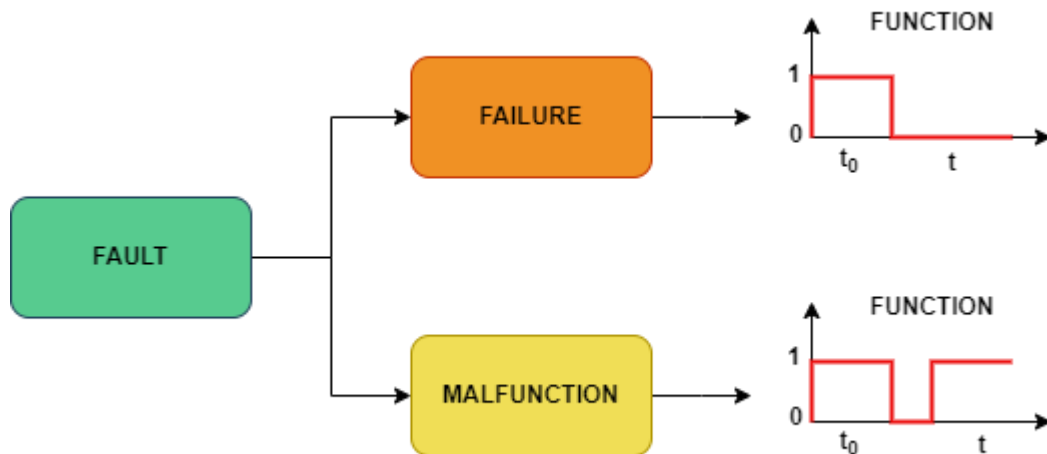 FUNCTION
1
FAILURE
0
t₀ t
FAULT
FUNCTION
1
MALFUNCTION
0
t₀ t